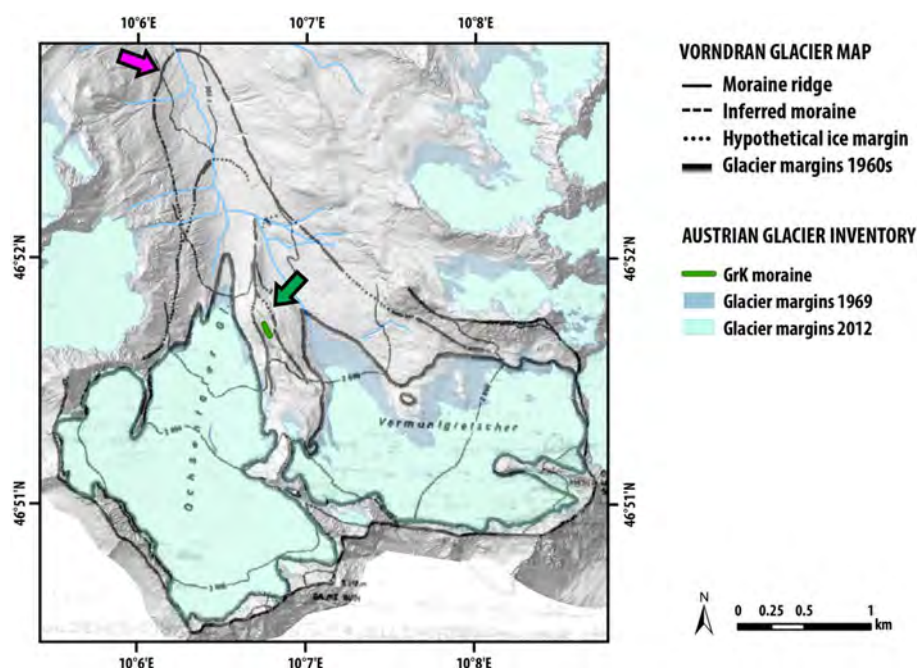 10°6'E 10°7'E 10°8'E
46°52'N 46°52'N
46°51'N 46°51'N
10°6'E 10°7'E 10°8'E
Ochsentaler Gl
Vermuntgletscher
VORNDRAN GLACIER MAP
Moraine ridge
Inferred moraine
Hypothetical ice margin
Glacier margins 1960s
AUSTRIAN GLACIER INVENTORY
GrK moraine
Glacier margins 1969
Glacier margins 2012
N
0 0.25 0.5 1
km